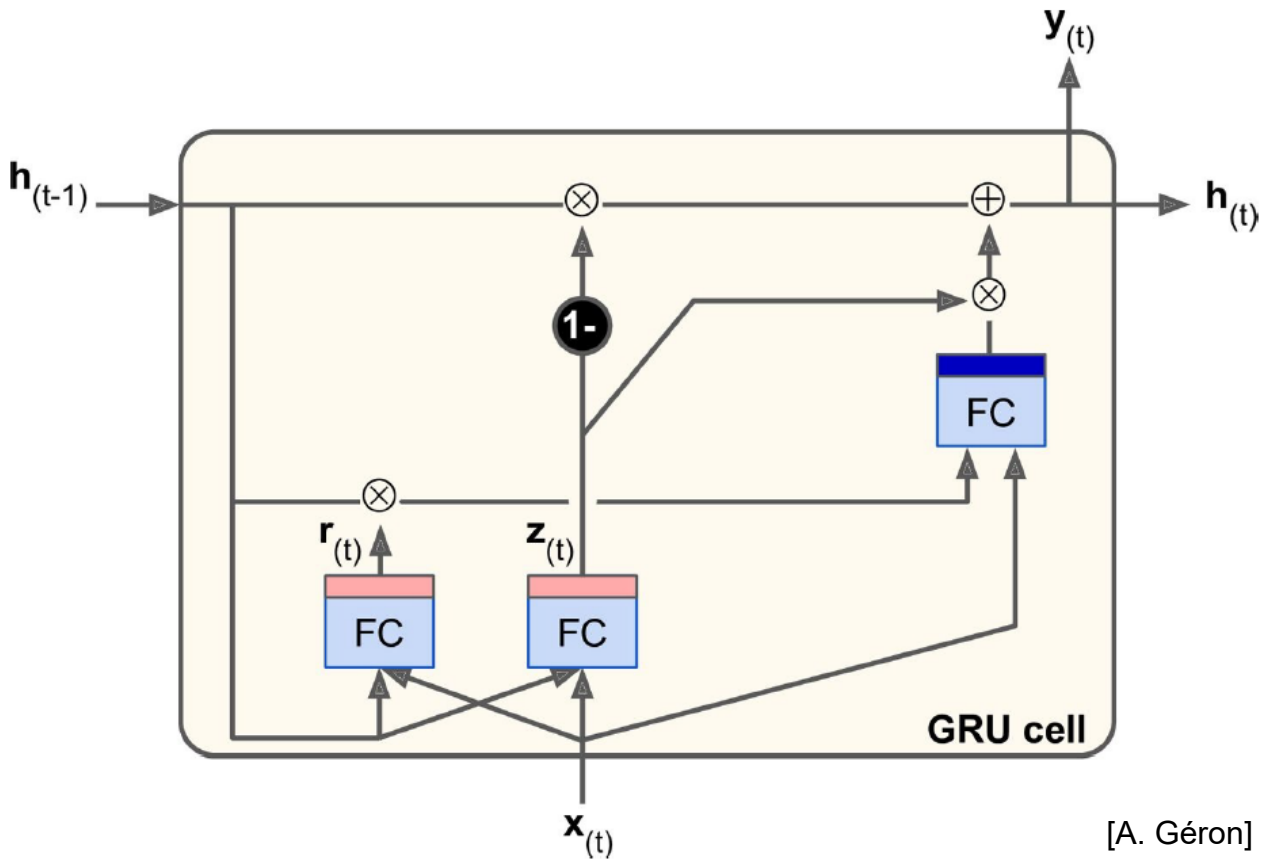 y(t)
h(t-1)
h(t)
1-
FC
r(t)
z(t)
FC
FC
GRU cell
x(t)
[A. Géron]